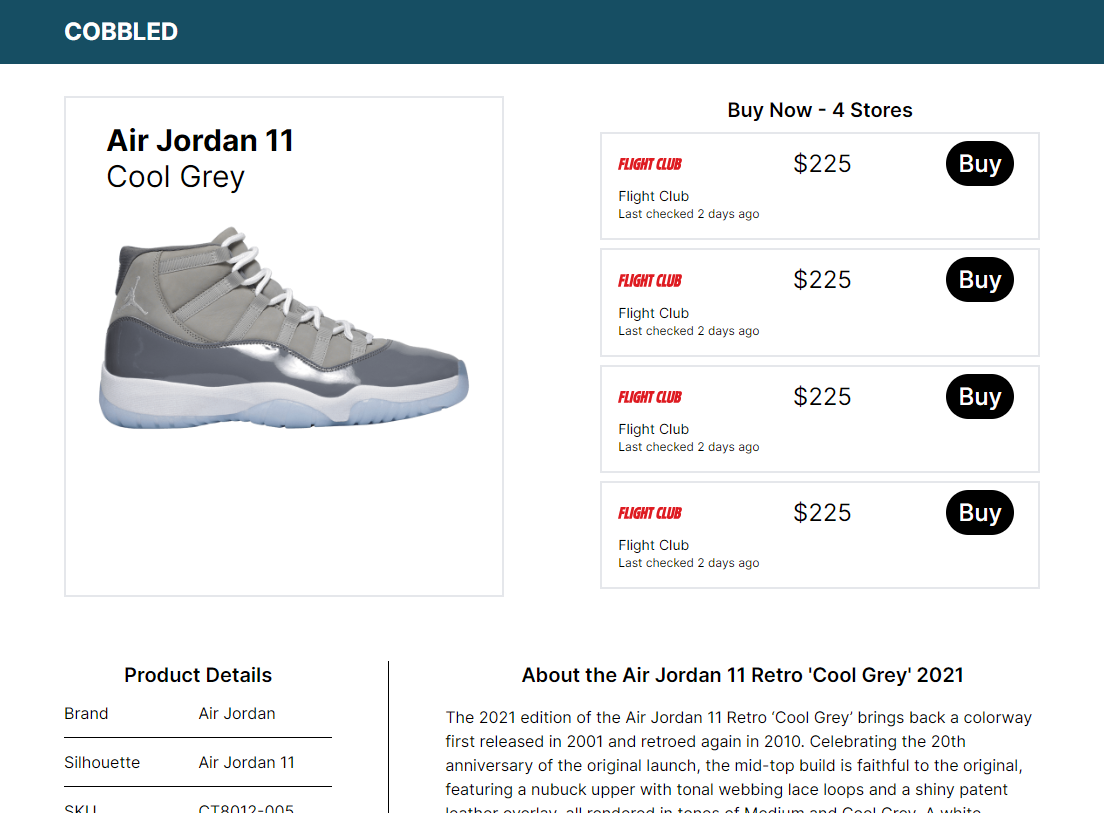 COBBLED
Air Jordan 11
Cool Grey
Buy Now - 4 Stores
FLIGHT CLUB
$225
Buy
Flight Club
Last checked 2 days ago
FLIGHT CLUB
$225
Buy
Flight Club
Last checked 2 days ago
FLIGHT CLUB
$225
Buy
Flight Club
Last checked 2 days ago
FLIGHT CLUB
$225
Buy
Flight Club
Last checked 2 days ago
Product Details
Brand Air Jordan
Silhouette Air Jordan 11
SKU CT8012-005
About the Air Jordan 11 Retro 'Cool Grey' 2021
The 2021 edition of the Air Jordan 11 Retro ‘Cool Grey’ brings back a colorway
first released in 2001 and retroed again in 2010. Celebrating the 20th
anniversary of the original launch, the mid-top build is faithful to the original,
featuring a nubuck upper with tonal webbing lace loops and a shiny patent
leather overlay, all rendered in tones of Medium and Cool Grey. A white